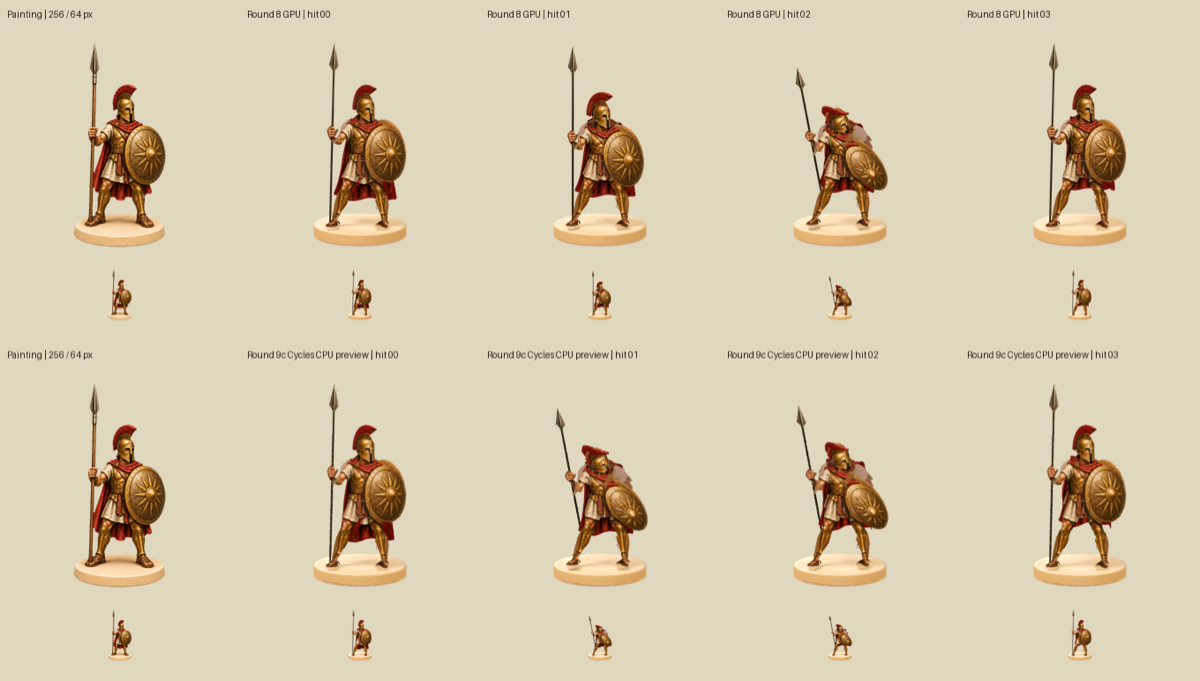 Painting | 256 / 64 px
Round 8 GPU | hit00
Round 8 GPU | hit01
Round 8 GPU | hit02
Round 8 GPU | hit03
Painting | 256 / 64 px
Round 9c Cycles CPU preview | hit00
Round 9c Cycles CPU preview | hit01
Round 9c Cycles CPU preview | hit02
Round 9c Cycles CPU preview | hit03